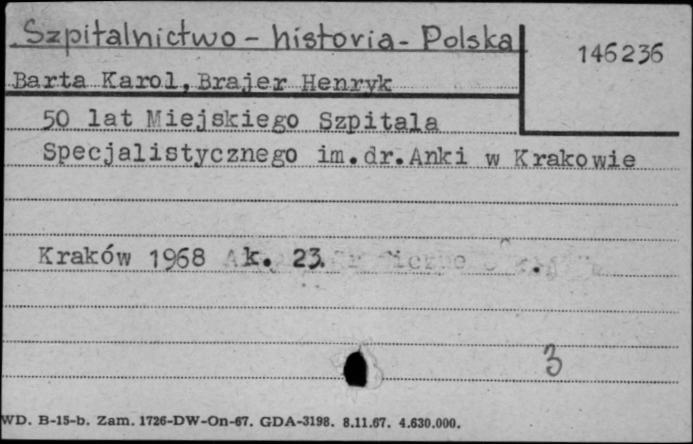 Szpitalnictwo - historia - Polska
146236
Barta Karol, Brajer Henryk
50 lat Miejskiego Szpitala
Specjalistycznego im.dr.Anki w Krakowie
Kraków 1968 k. 23.
3
WD. B-15-b. Zam. 1726-DW-On-67. GDA-3198. 8.11.67. 4.630.000.